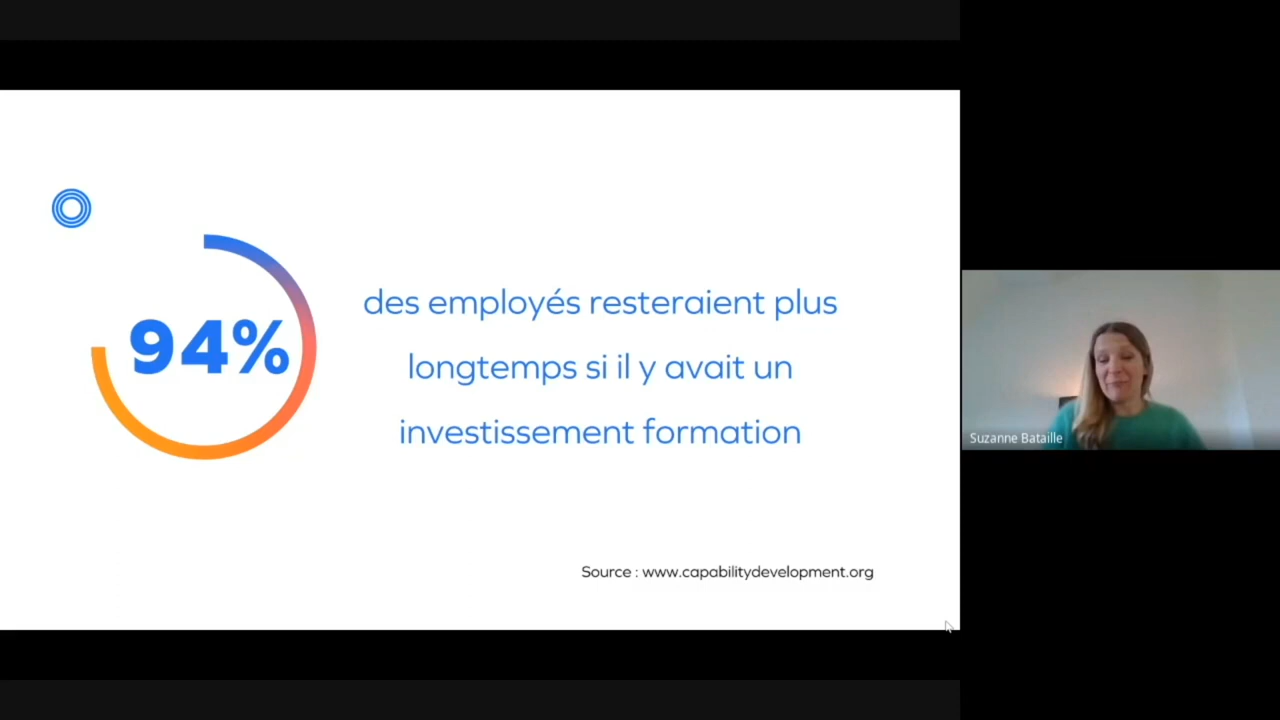 94%
des employés resteraient plus
longtemps si il y avait un
investissement formation
Source : www.capabilitydevelopment.org
Suzanne Bataille